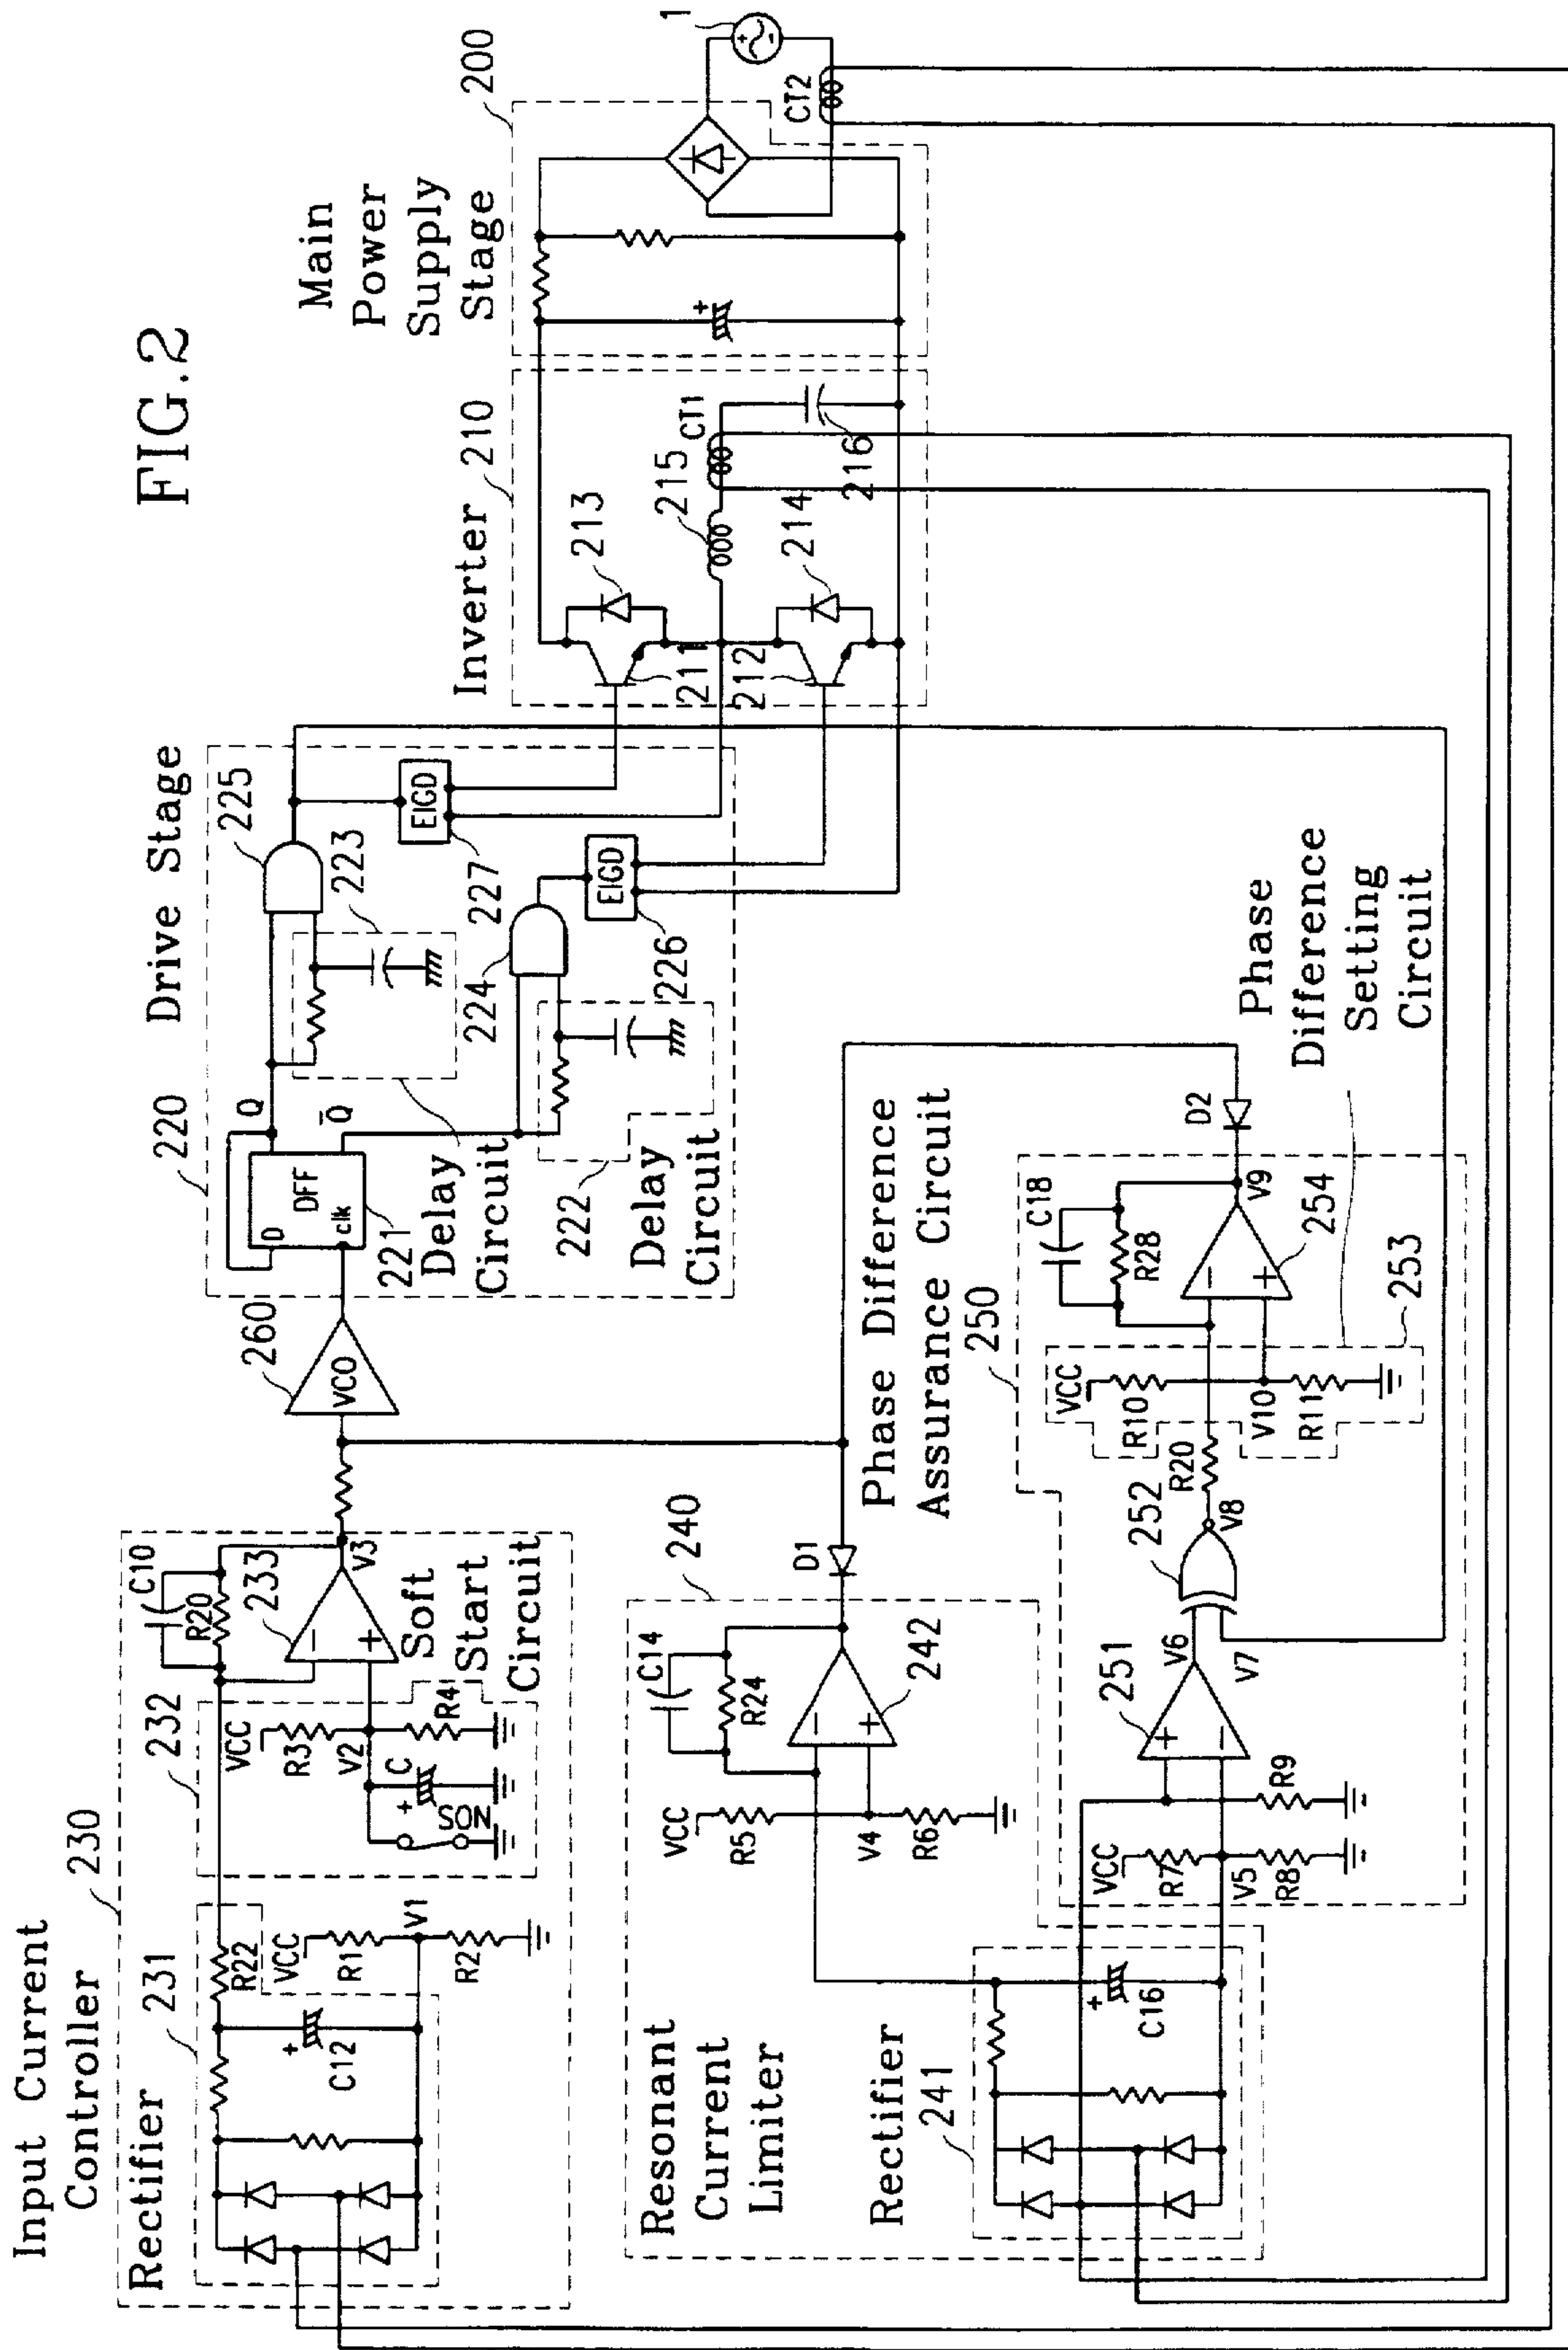 FIG.2
Input Current
Controller
230
Rectifier
231
C12
R22
VCC
R1
V1
R2
232
VCC
R3
V2
R4
C
SON
+
+
C10
R20
233
−
+
V3
Soft
Start
Circuit
260
VCO
220
Drive Stage
D
DFF
clk
Q
Q̅
221
Delay
Circuit
222
Delay
Circuit
223
224
225
EIGD
227
EIGD
226
Inverter
210
211
212
213
214
215
CT1
216
Main
Power
Supply
Stage
200
+
1
CT2
Resonant
Current
Limiter
240
Rectifier
241
+
C16
VCC
R5
V4
R6
C14
R24
−
+
242
D1
Phase Difference
Assurance Circuit
250
VCC
R7
V5
R8
R9
251
+
−
V6
V7
252
V8
R20
VCC
R10
V10
R11
253
C18
R28
−
+
254
V9
D2
Phase
Difference
Setting
Circuit